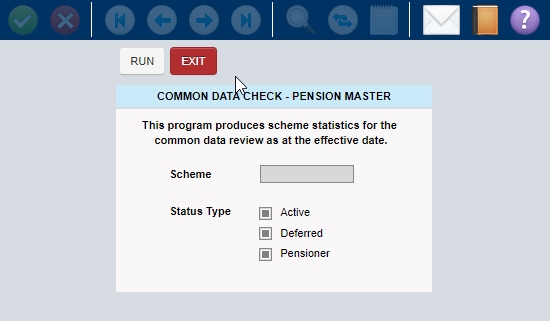 ?
RUN EXIT
COMMON DATA CHECK - PENSION MASTER
This program produces scheme statistics for the
common data review as at the effective date.
Scheme
Status Type Active
Deferred
Pensioner